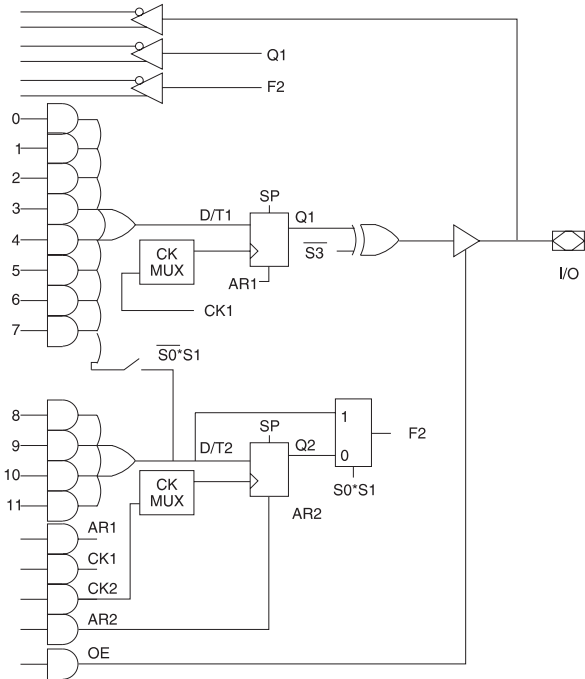 Q1
F2
0
1
2
3
4
5
6
7
D/T1
SP
Q1
S3
CK
MUX
AR1
CK1
I/O
S0*S1
8
9
10
11
D/T2
SP
Q2
CK
MUX
1
0
F2
S0*S1
AR2
AR1
CK1
CK2
AR2
OE